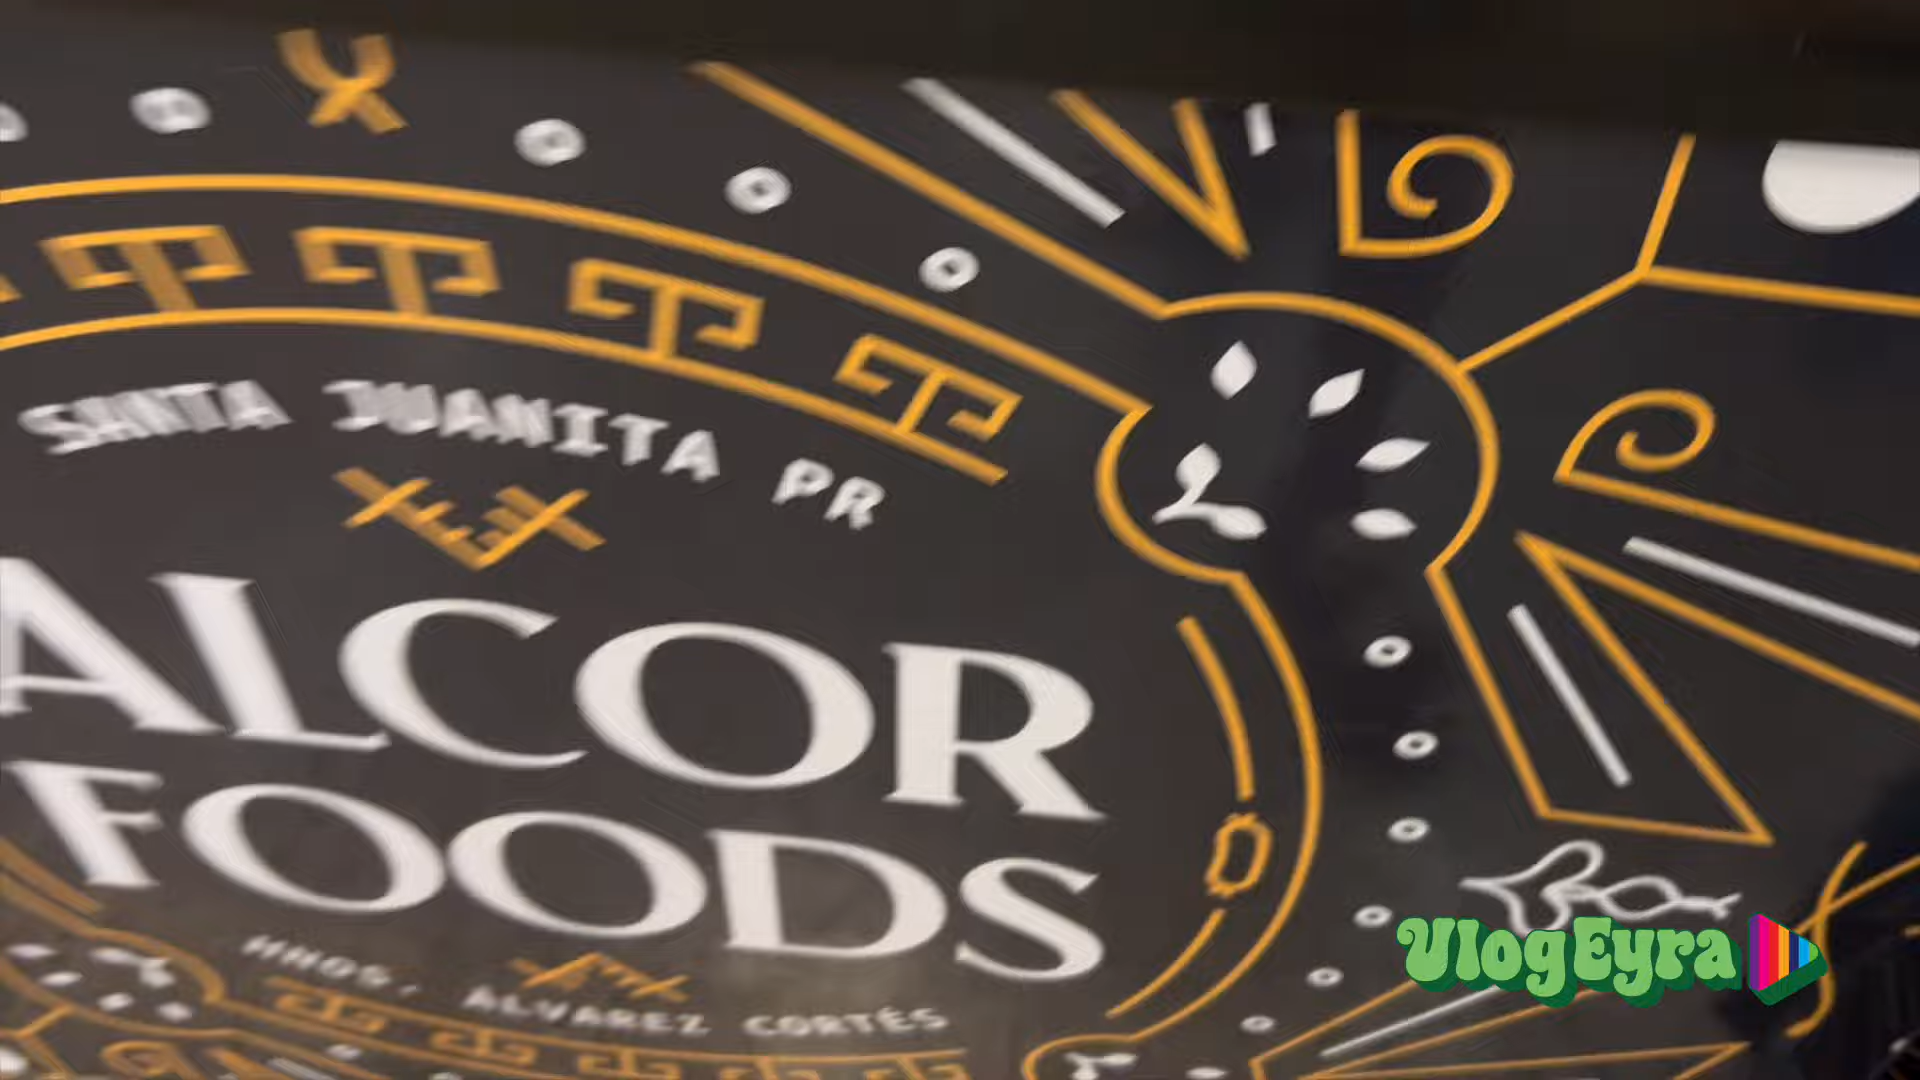 SANTA JUANITA PR
ALCOR
FOODS
HNOS. ALVAREZ CORTÉS
VlogEyra